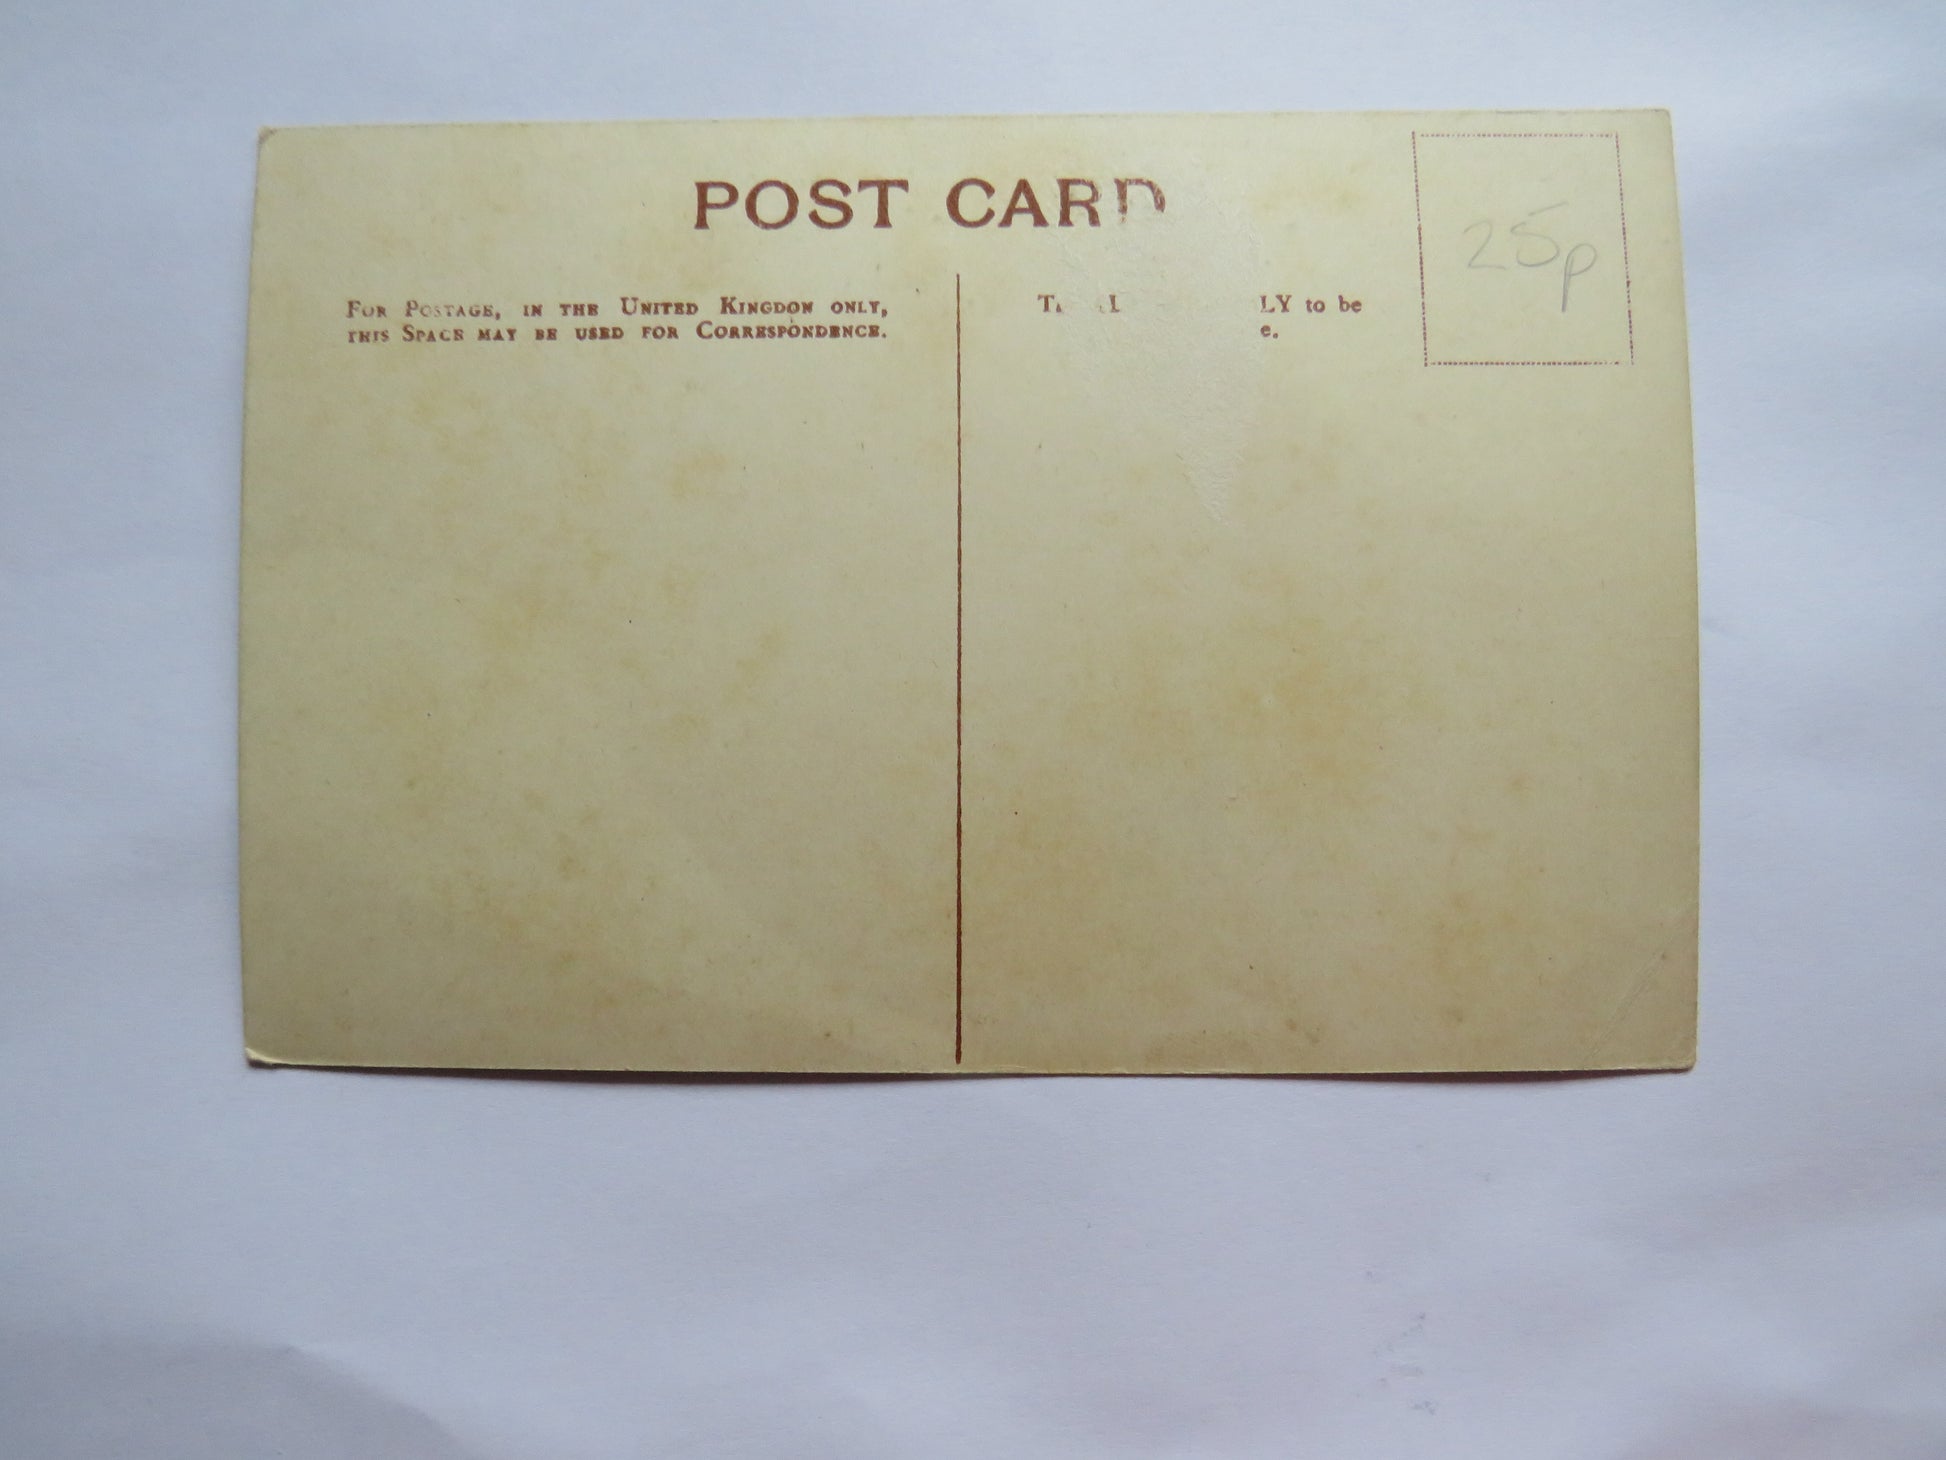 POST CARD
FOR POSTAGE, IN THE UNITED KINGDOM ONLY,
THIS SPACE MAY BE USED FOR CORRESPONDENCE.
LY to be
e.
25p